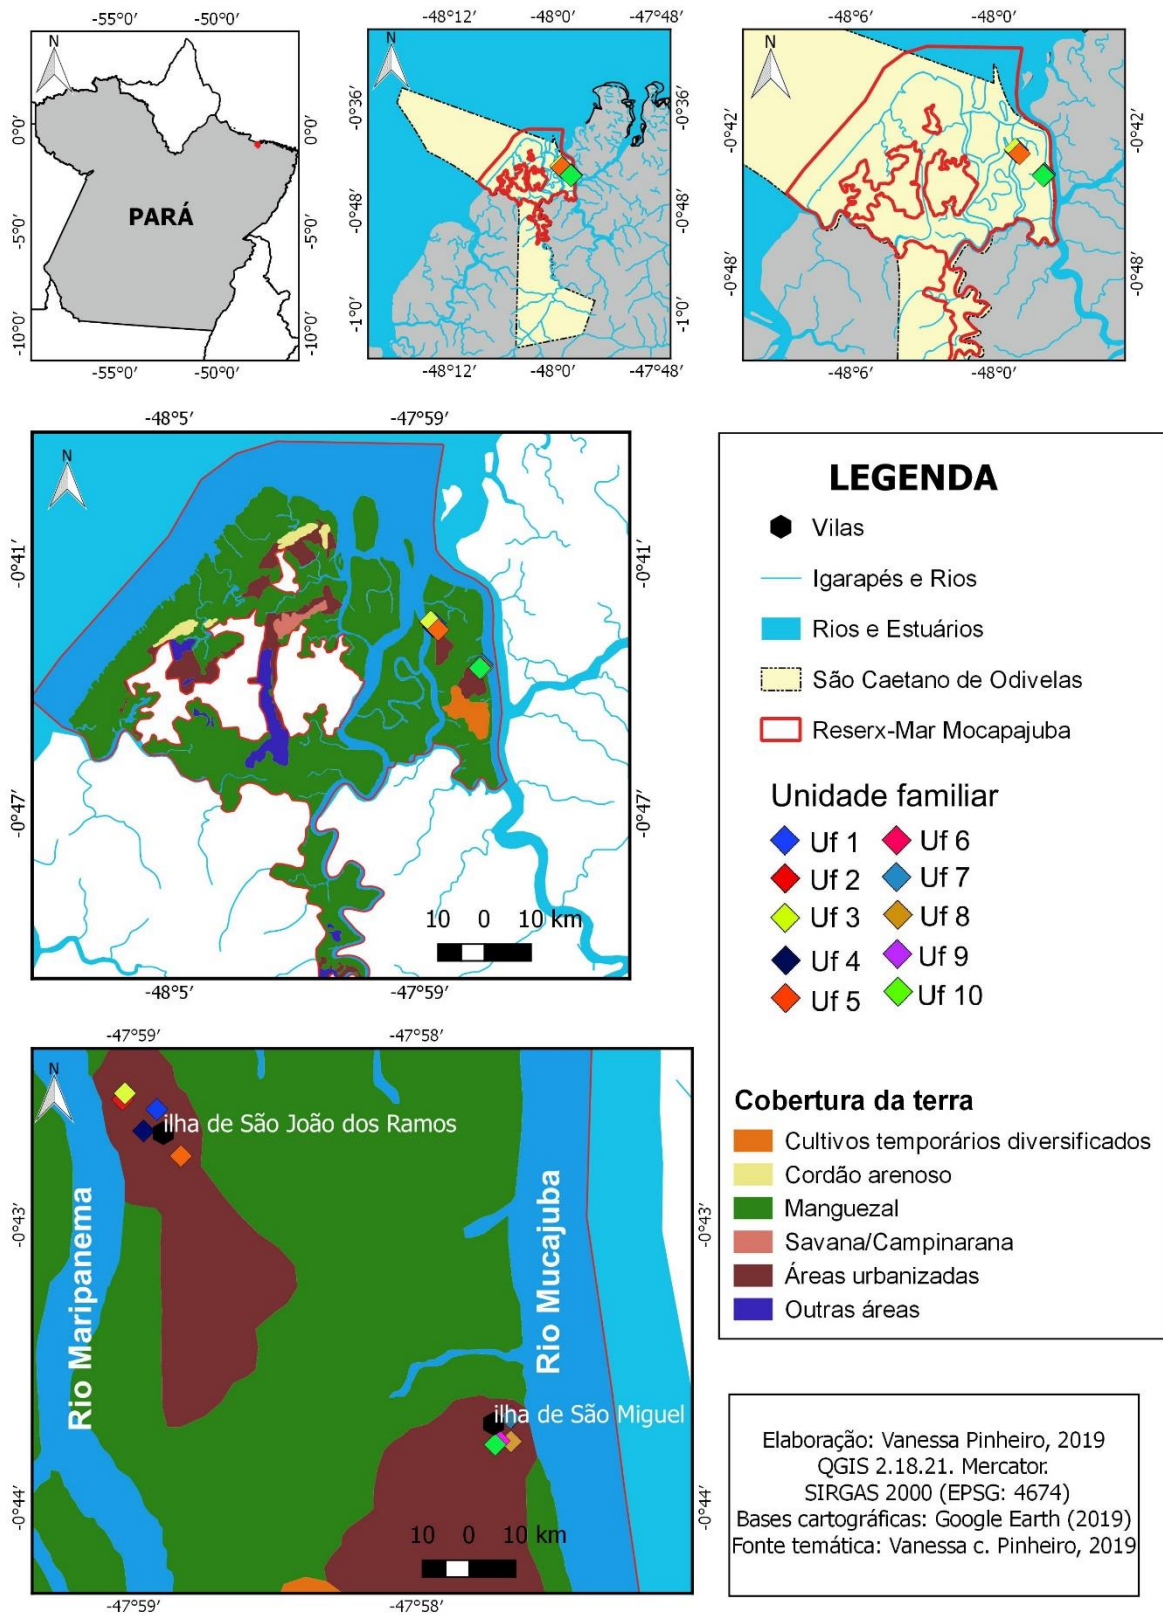 -55°0′
-50°0′
N
0°0′
0°0′
PARÁ
-5°0′
-5°0′
-10°0′
-10°0′
-55°0′
-50°0′
-48°12′
-48°0′
-47°48′
N
-0°36′
-0°36′
-0°48′
-0°48′
-1°0′
-1°0′
-48°12′
-48°0′
-47°48′
-48°6′
-48°0′
N
-0°42′
-0°42′
-0°48′
-0°48′
-48°6′
-48°0′
-48°5′
-47°59′
N
-0°41′
-0°41′
-0°47′
-0°47′
10 0 10 km
-48°5′
-47°59′
LEGENDA
Vilas
Igarapés e Rios
Rios e Estuários
São Caetano de Odivelas
Reserx-Mar Mocapajuba
Unidade familiar
Uf 1
Uf 6
Uf 2
Uf 7
Uf 3
Uf 8
Uf 4
Uf 9
Uf 5
Uf 10
Cobertura da terra
Cultivos temporários diversificados
Cordão arenoso
Manguezal
Savana/Campinarana
Áreas urbanizadas
Outras áreas
-47°59′
-47°58′
N
ilha de São João dos Ramos
Rio Maripanema
Rio Mucajuba
-0°43′
-0°43′
ilha de São Miguel
-0°44′
-0°44′
10 0 10 km
-47°59′
-47°58′
Elaboração: Vanessa Pinheiro, 2019
QGIS 2.18.21. Mercator.
SIRGAS 2000 (EPSG: 4674)
Bases cartográficas: Google Earth (2019)
Fonte temática: Vanessa c. Pinheiro, 2019